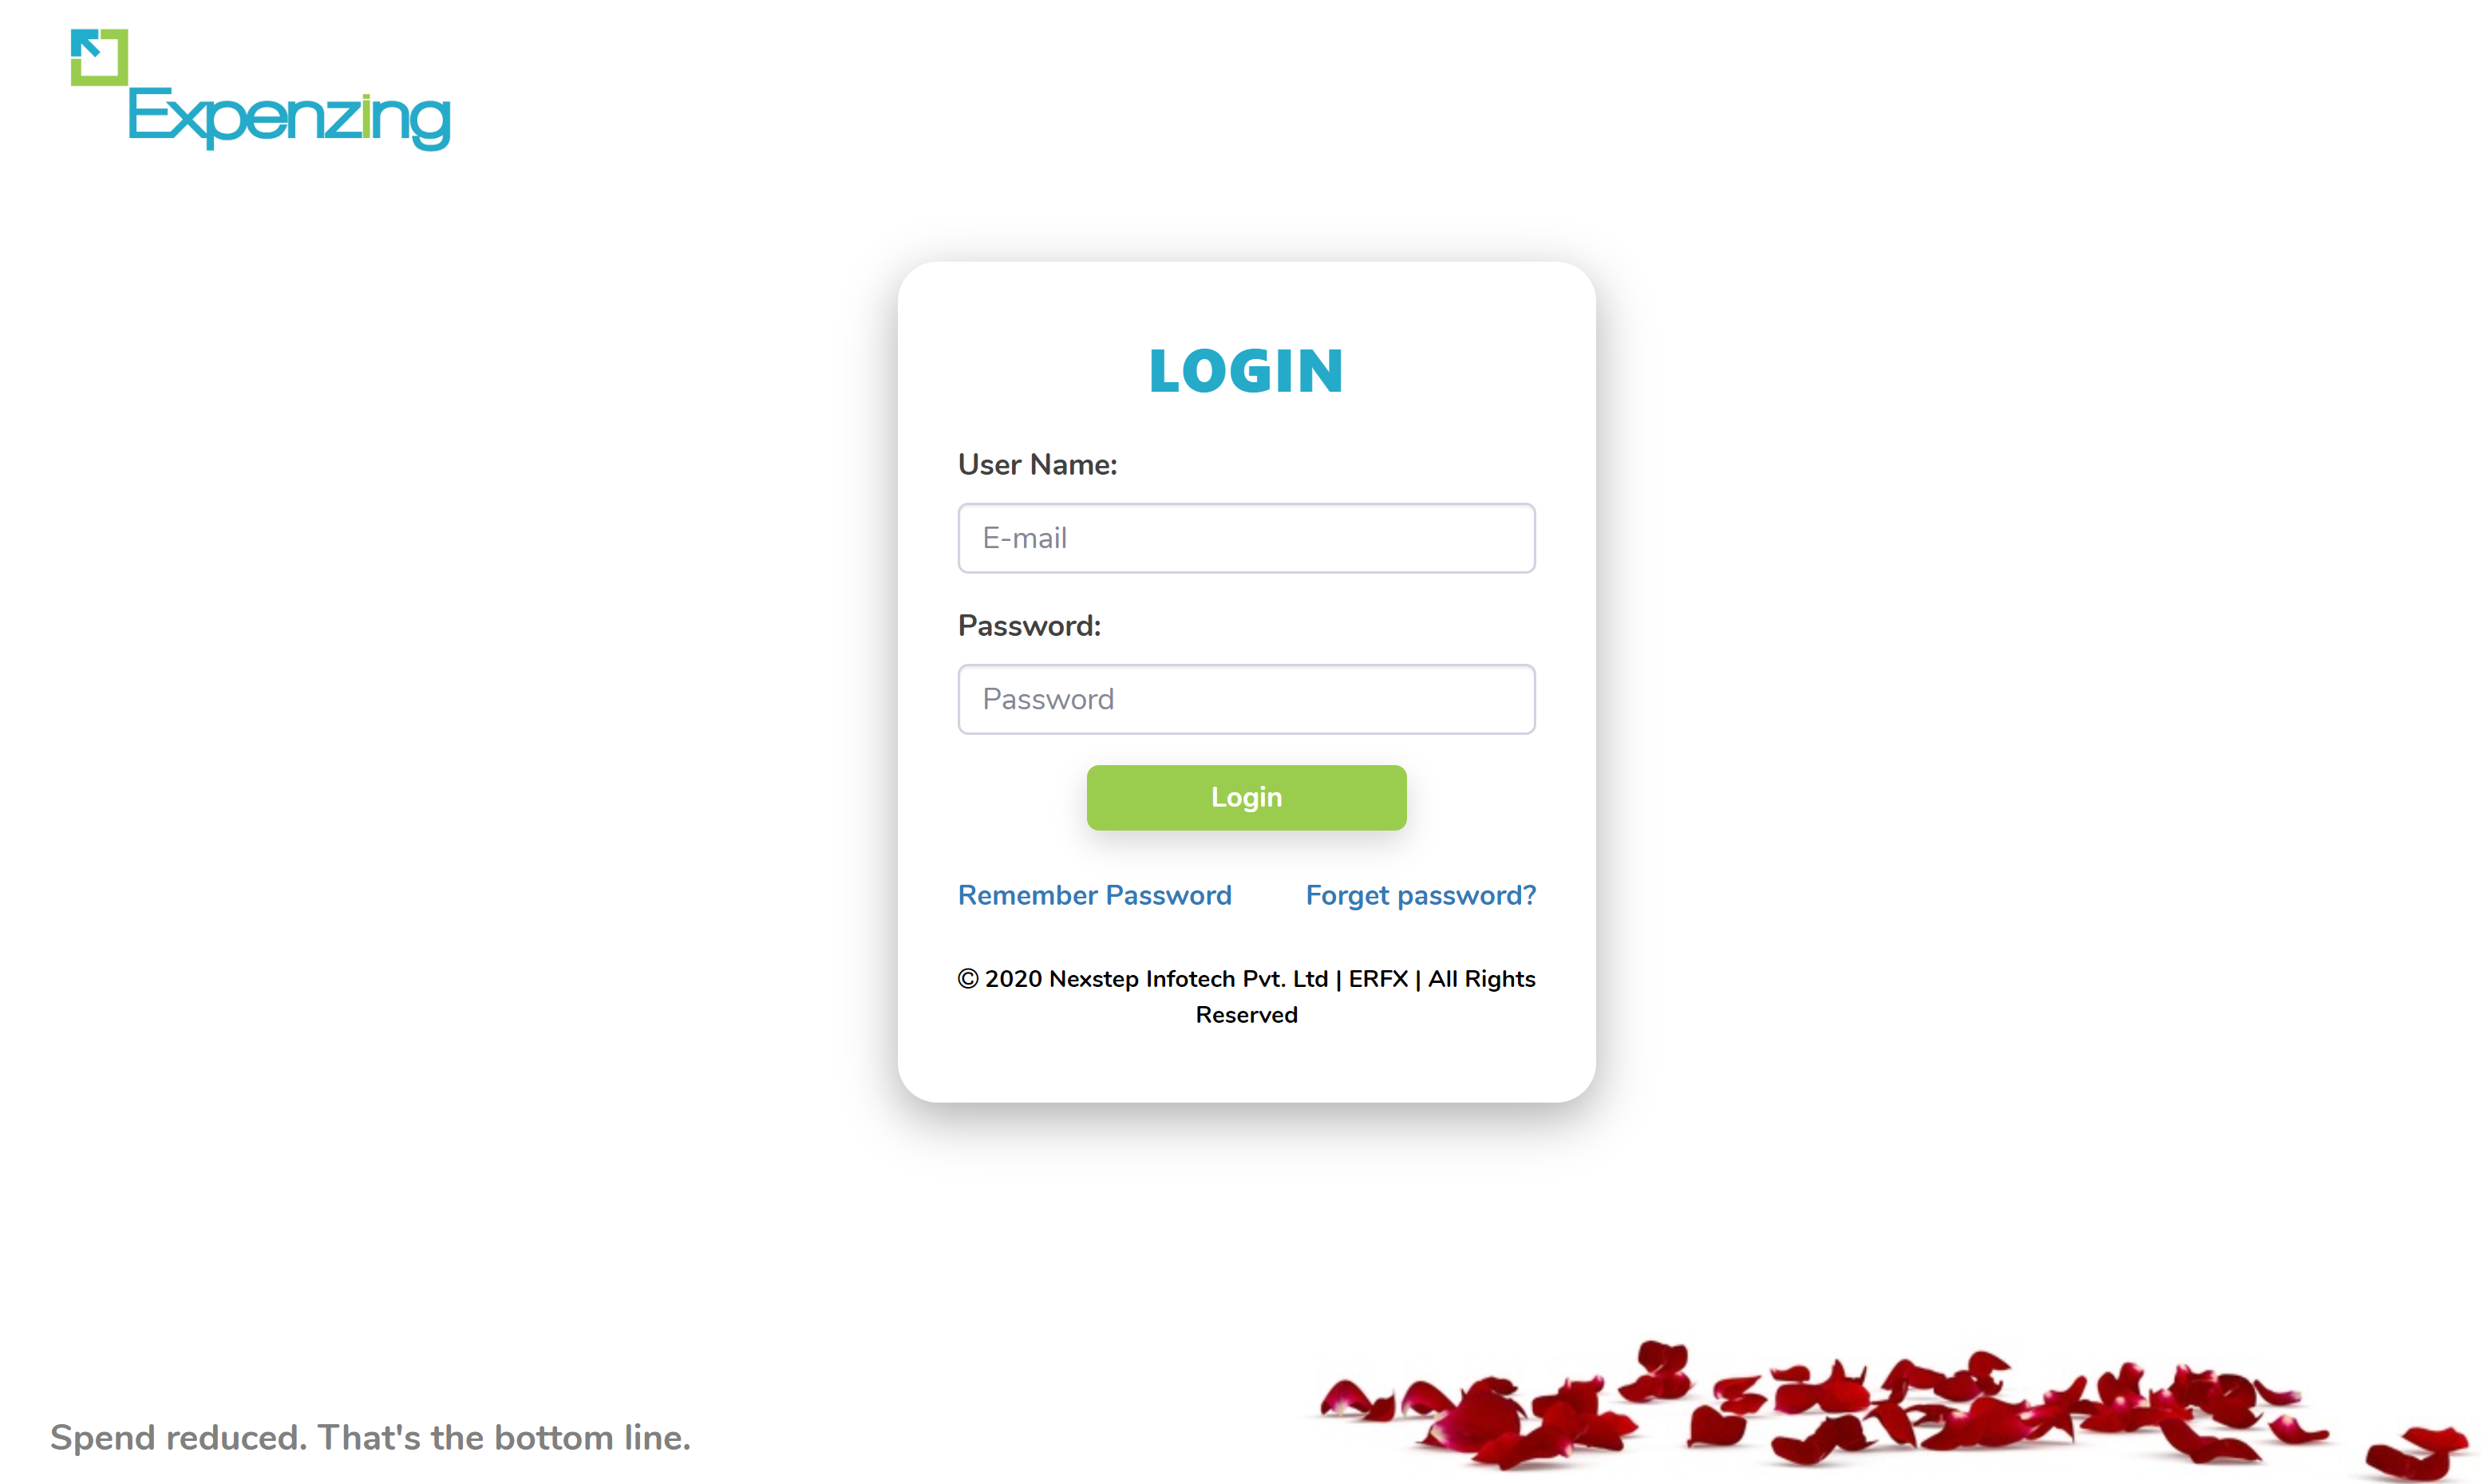 Expenzing
LOGIN
User Name:
E-mail
Password:
Password
Login
Remember Password
Forget password?
© 2020 Nexstep Infotech Pvt. Ltd | ERFX | All Rights
Reserved
Spend reduced. That's the bottom line.